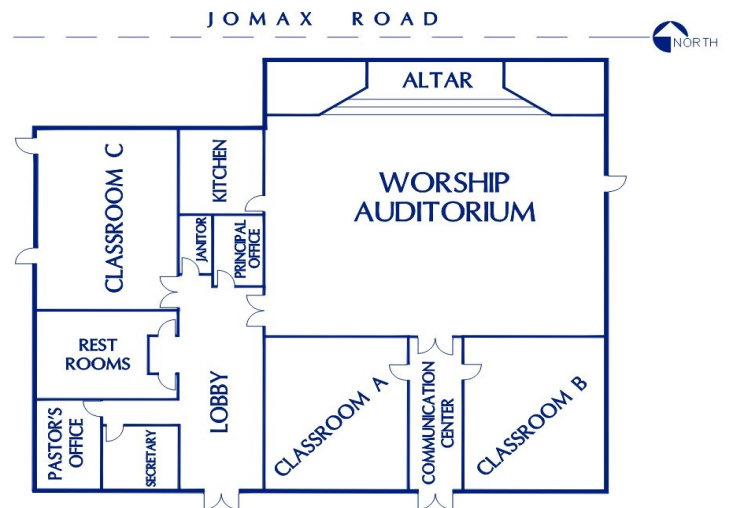 JOMAX ROAD
NORTH
ALTAR
CLASSROOM C
KITCHEN
WORSHIP
AUDITORIUM
JANITOR
PRINCIPAL
OFFICE
REST
ROOMS
LOBBY
CLASSROOM A
COMMUNICATION
CENTER
CLASSROOM B
PASTOR'S
OFFICE
SECRETARY